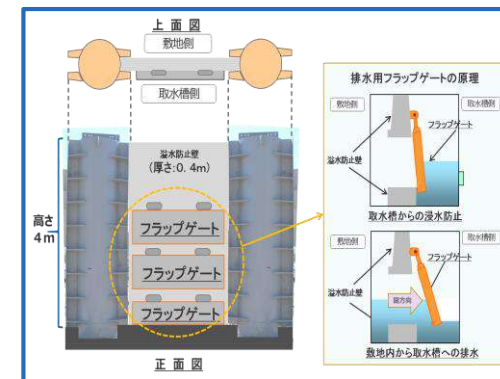 上面図
敷地側
取水槽側
溢水防止壁
(厚さ:0.4m)
高さ
4m
フラップゲート
フラップゲート
フラップゲート
正面図
排水用フラップゲートの原理
敷地側
取水槽側
フラップゲート
溢水防止壁
取水槽からの浸水防止
敷地側
取水槽側
フラップゲート
溢水防止壁
敷地内から取水槽への排水